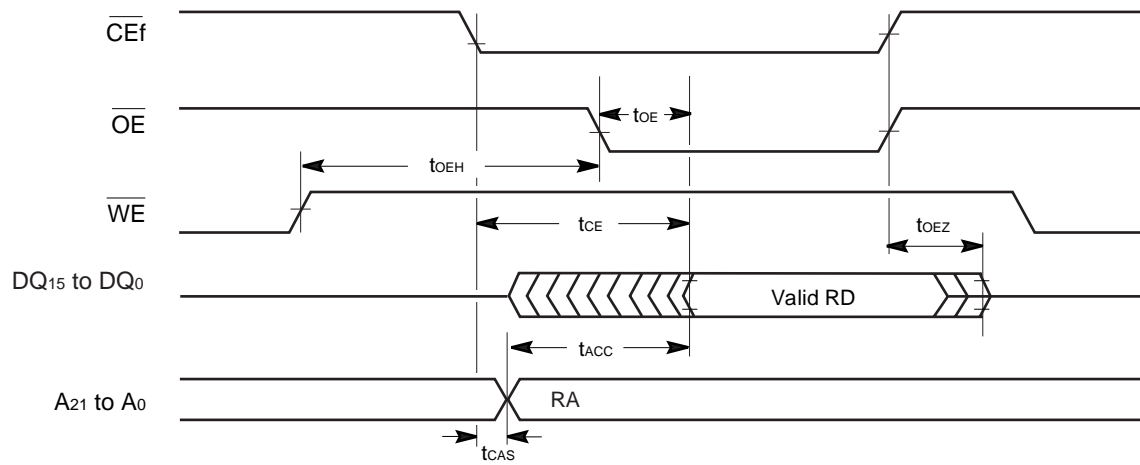 CEf
OE
tOE
tOEH
WE
tCE
tOEZ
DQ15 to DQ0
Valid RD
tACC
A21 to A0
RA
tCAS